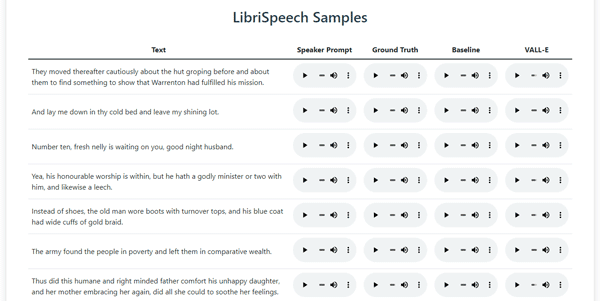 LibriSpeech Samples
Text Speaker Prompt Ground Truth Baseline VALL-E
They moved thereafter cautiously about the hut groping before and about
them to find something to show that Warrenton had fulfilled his mission.
And lay me down in thy cold bed and leave my shining lot.
Number ten, fresh nelly is waiting on you, good night husband.
Yea, his honourable worship is within, but he hath a godly minister or two with
him, and likewise a leech.
Instead of shoes, the old man wore boots with turnover tops, and his blue coat
had wide cuffs of gold braid.
The army found the people in poverty and left them in comparative wealth.
Thus did this humane and right minded father comfort his unhappy daughter,
and her mother embracing her again, did all she could to soothe her feelings.